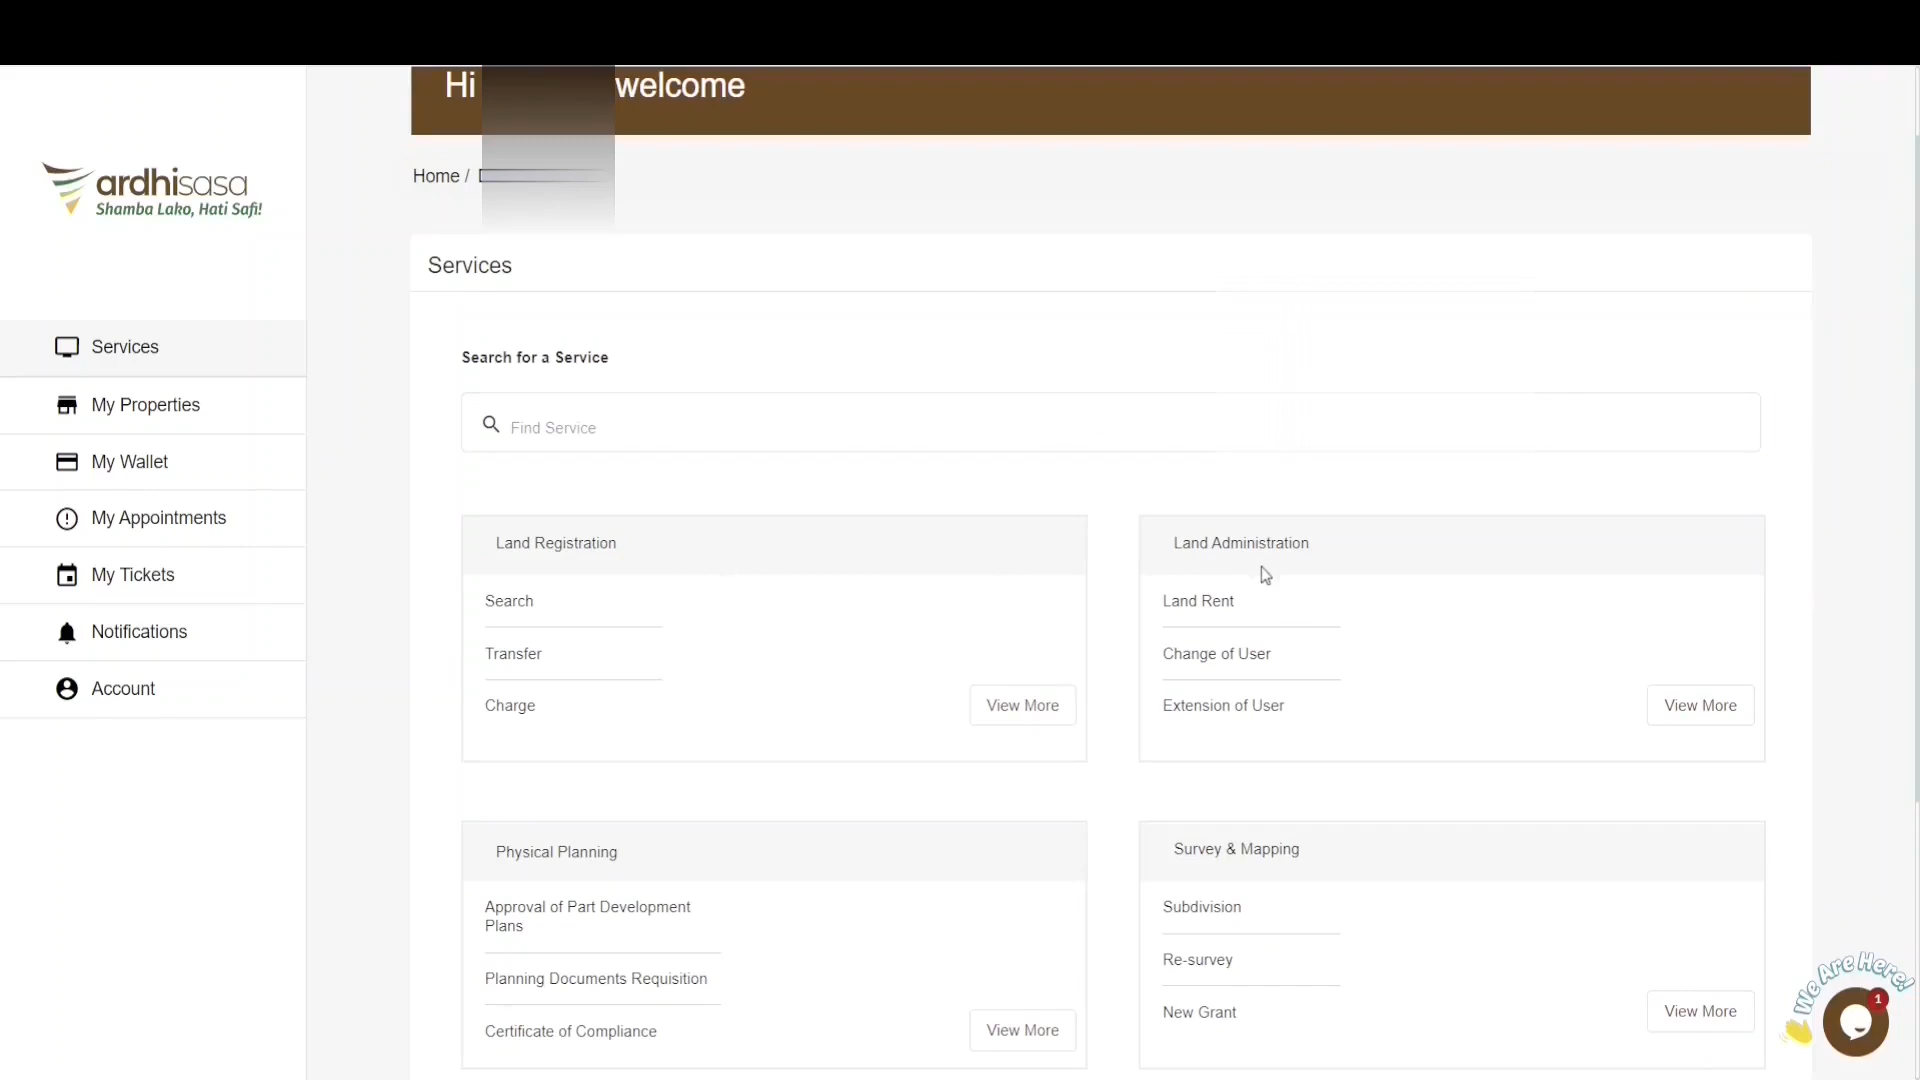 Hi welcome
Home /
ardhisasa
Shamba Lako, Hati Safi!
Services
Services
My Properties
My Wallet
My Appointments
My Tickets
Notifications
Account
Search for a Service
Find Service
Land Registration
Search
Transfer
Charge
View More
Land Administration
Land Rent
Change of User
Extension of User
View More
Physical Planning
Approval of Part Development
Plans
Planning Documents Requisition
Certificate of Compliance
View More
Survey & Mapping
Subdivision
Re-survey
New Grant
View More
We Are Here!
1